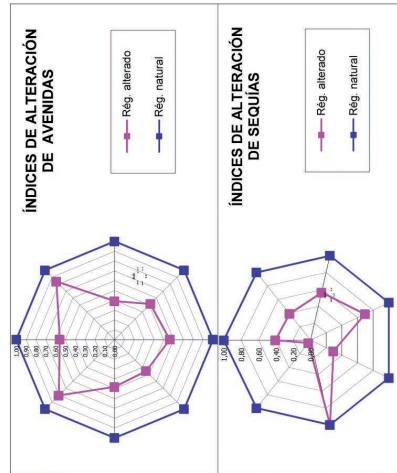 ÍNDICES DE ALTERACIÓN
DE AVENIDAS
Rég. alterado
Rég. natural
1,00
0,90
0,80
0,70
0,60
0,50
0,40
0,30
0,20
0,10
0,00
ÍNDICES DE ALTERACIÓN
DE SEQUÍAS
Rég. alterado
Rég. natural
1,00
0,80
0,60
0,40
0,20
0,00